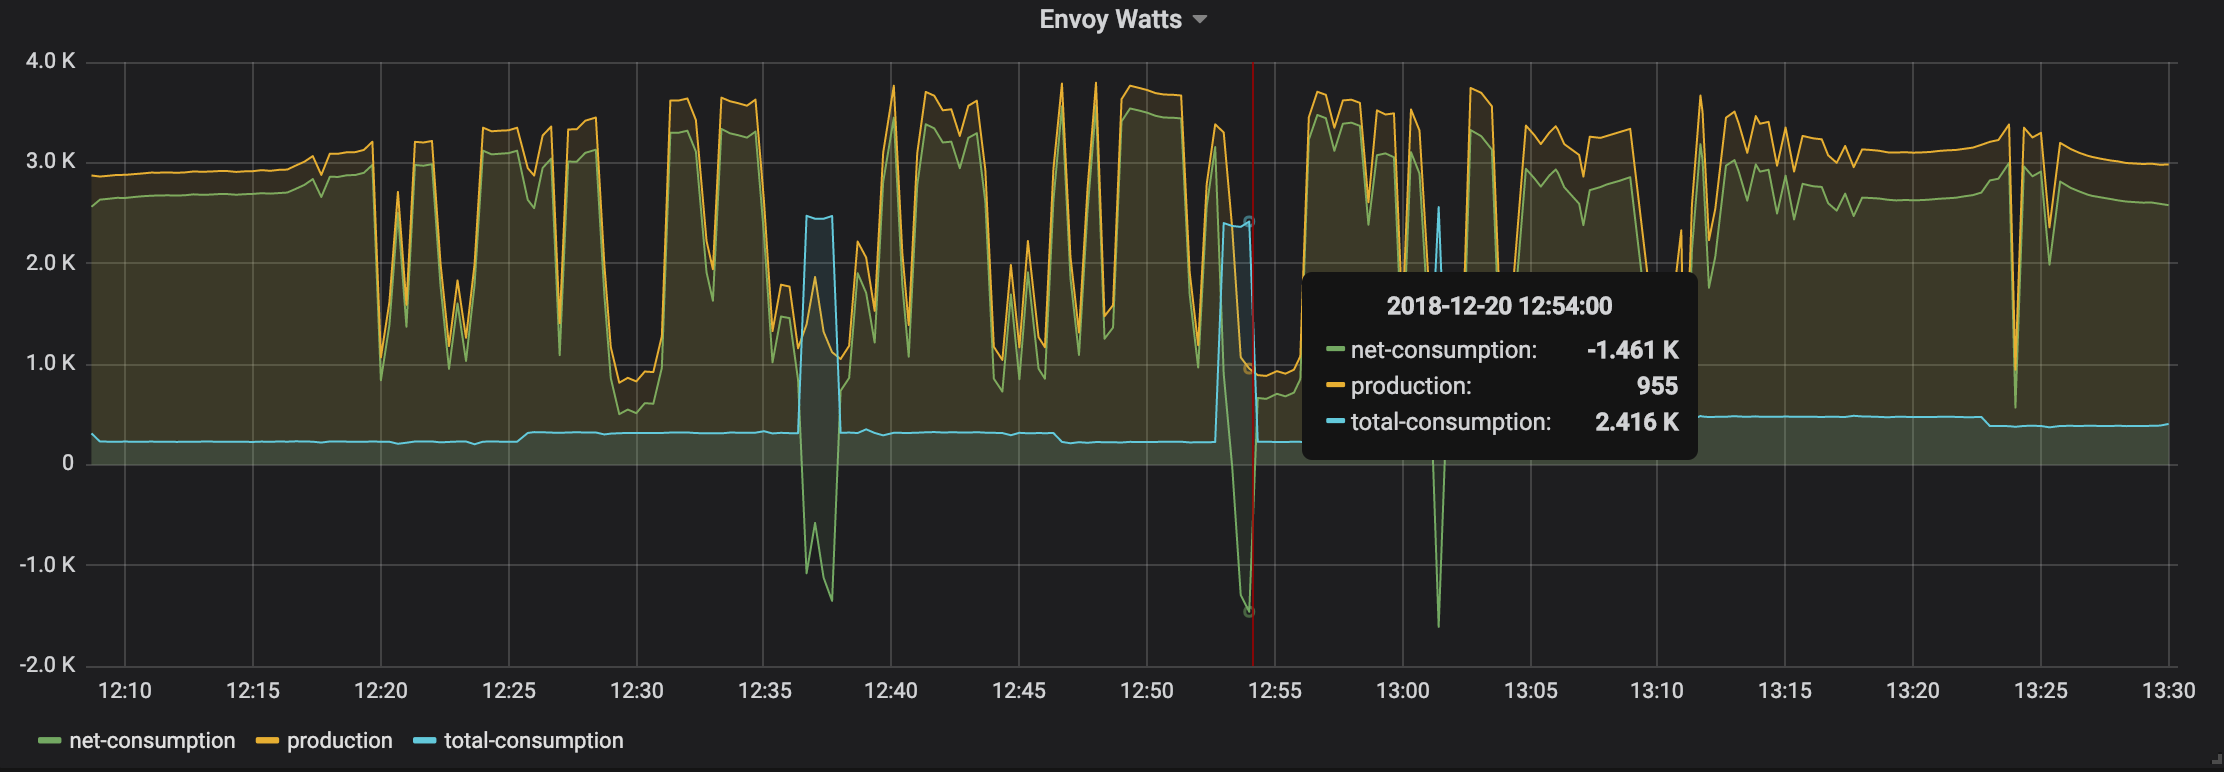 Envoy Watts
4.0 K
3.0 K
2.0 K
1.0 K
0
-1.0 K
-2.0 K
2018-12-20 12:54:00
net-consumption: -1.461 K
production: 955
total-consumption: 2.416 K
12:10 12:15 12:20 12:25 12:30 12:35 12:40 12:45 12:50 12:55 13:00 13:05 13:10 13:15 13:20 13:25 13:30
net-consumption production total-consumption